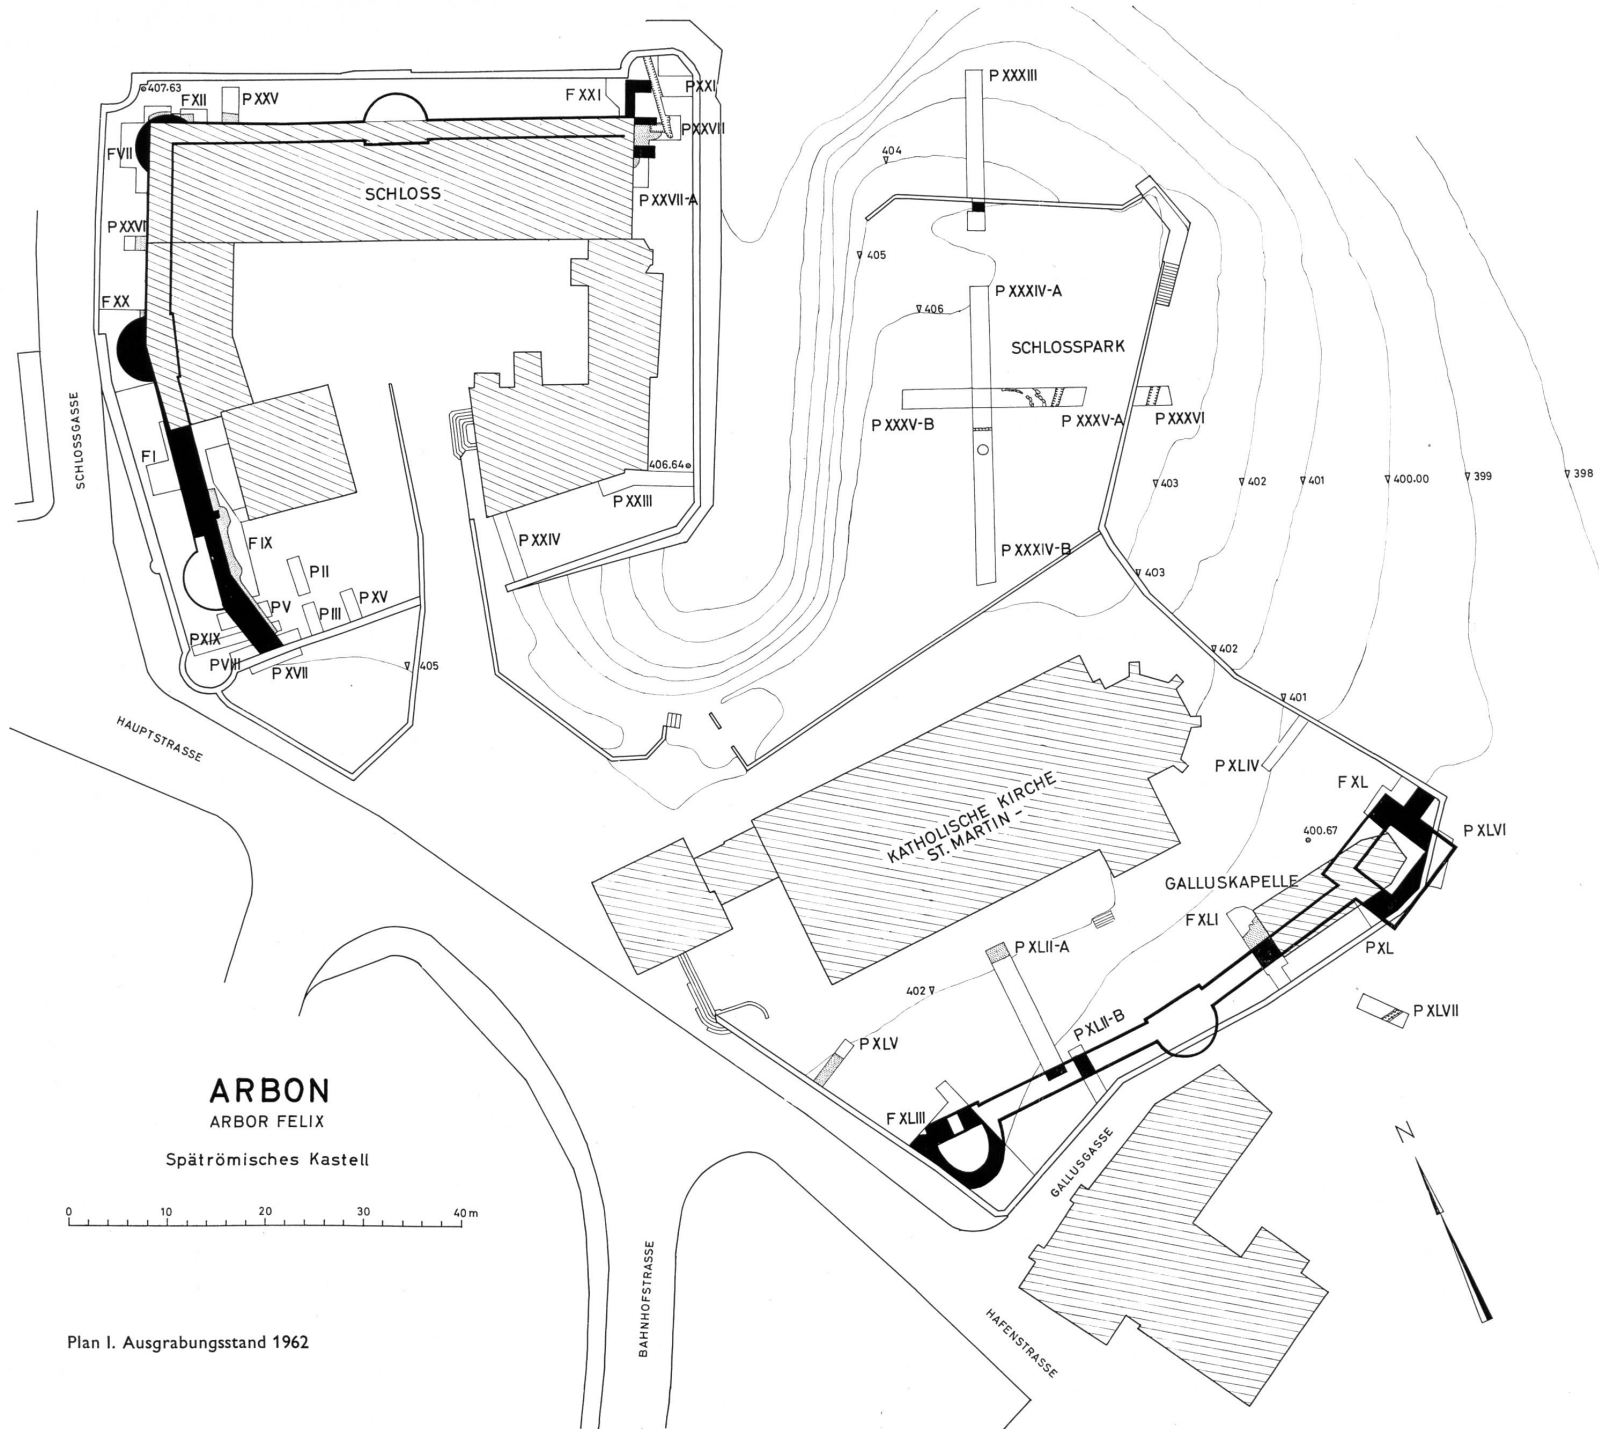 407.63
F XII
P XXV
F XXI
P XXI
P XXXIII
P XXVII
F VII
404
SCHLOSS
P XXVII-A
P XXVI
405
P XXXIV-A
F XX
406
SCHLOSSPARK
P XXXV-B
P XXXV-A
P XXXVI
SCHLOSSGASSE
F I
406.64
403
402
401
400.00
399
398
P XXIII
P XXIV
F IX
P XXXIV-B
P II
403
P V
P III
P XV
P XIX
P VIII
P XVII
405
402
401
HAUPTSTRASSE
P XLIV
F XL
KATHOLISCHE KIRCHE
ST. MARTIN -
400.67
P XLVI
GALLUSKAPELLE
F XLI
P XLII-A
P XL
402
P XLVII
P XLII-B
P XLV
F XLIII
GALLUSGASSE
N
ARBON
ARBOR FELIX
Spätrömisches Kastell
0 10 20 30 40 m
BAHNHOFSTRASSE
HAFENSTRASSE
Plan I. Ausgrabungsstand 1962